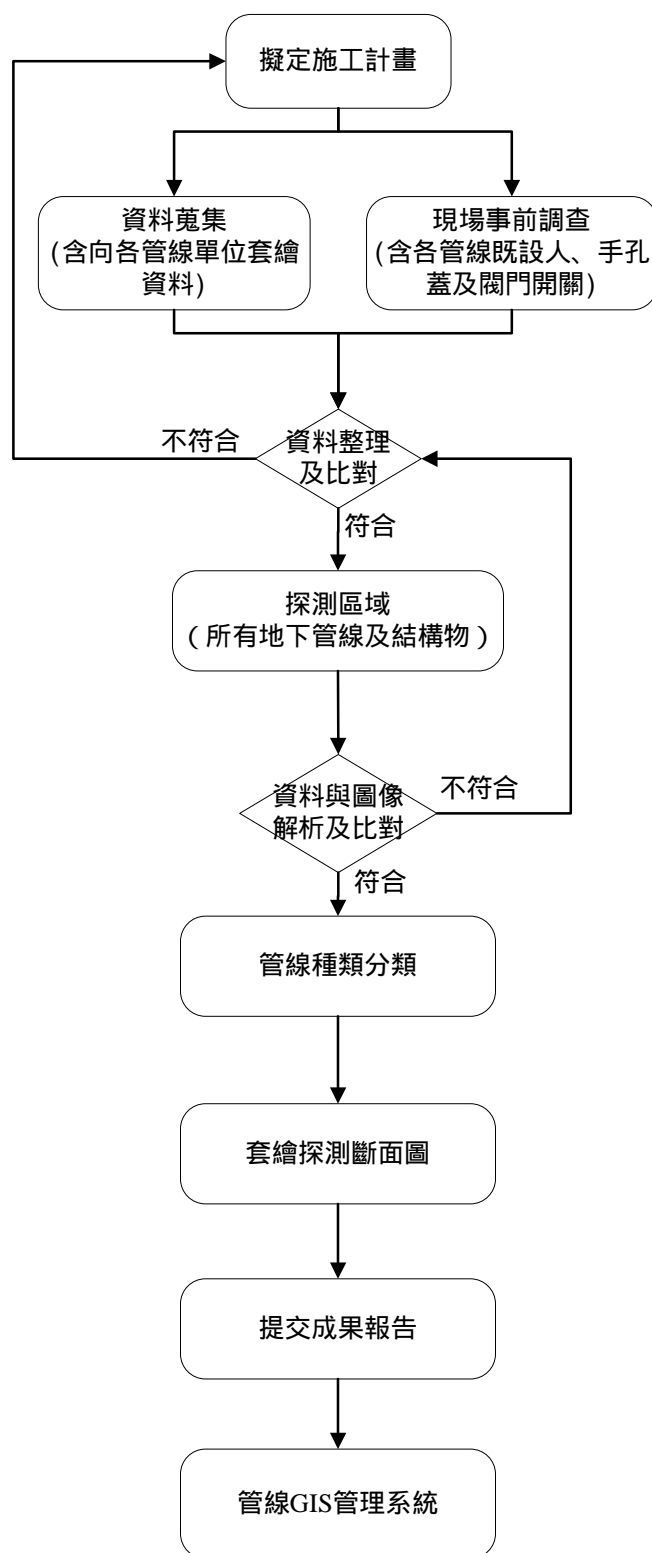 擬定施工計畫
資料蒐集
(含向各管線單位套繪
資料)
現場事前調查
(含各管線既設人、手孔
蓋及閥門開關)
不符合
資料整理
及比對
符合
探測區域
（所有地下管線及結構物）
資料與圖像
解析及比對
不符合
符合
管線種類分類
套繪探測斷面圖
提交成果報告
管線GIS管理系統